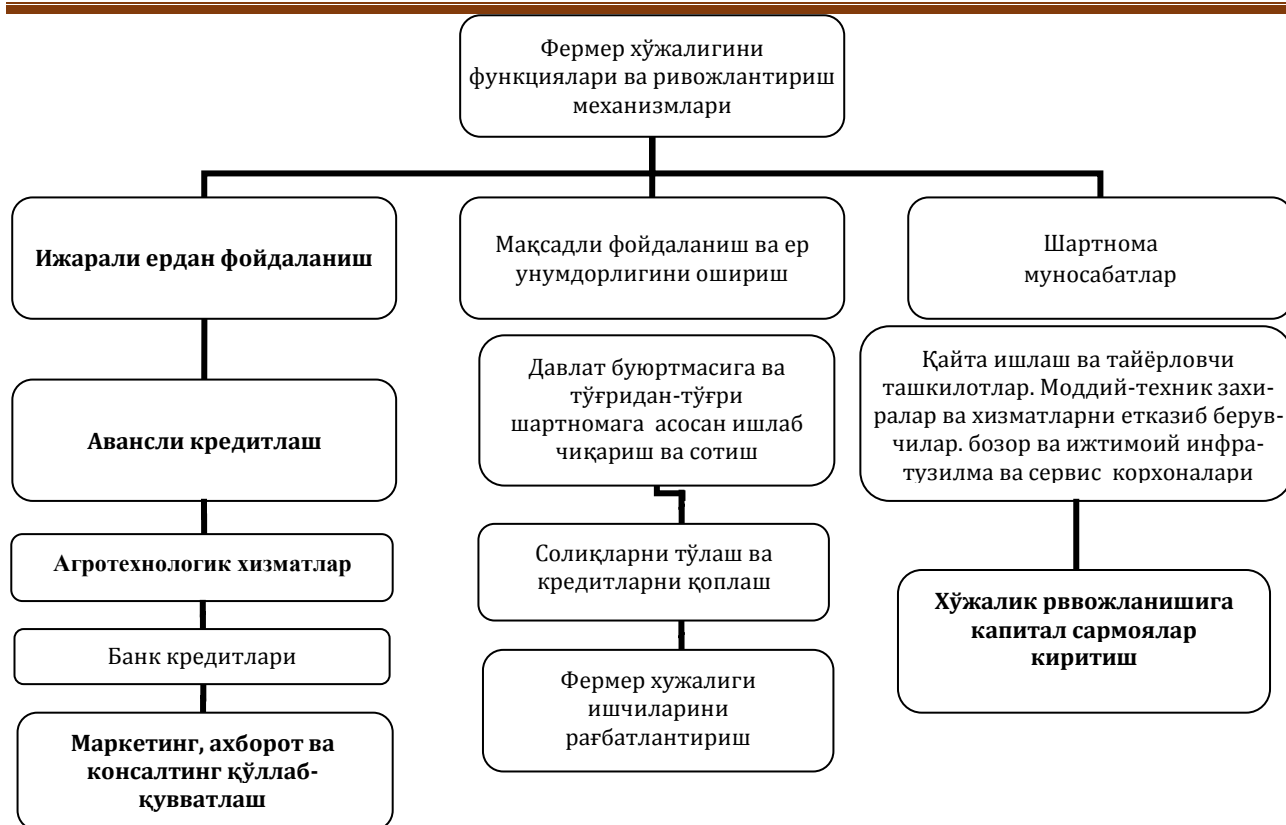 Фермер хўжалигини
функциялари ва ривожлантириш
механизмлари
Ижарали ердан фойдаланиш
Мақсадли фойдаланиш ва ер
унумдорлигини ошириш
Шартнома
муносабатлар
Авансли кредитлаш
Давлат буюртмасига ва
тўғридан-тўғри
шартномага асосан ишлаб
чиқариш ва сотиш
Қайта ишлаш ва тайёрловчи
ташкилотлар. Моддий-техник захи-
ралар ва хизматларни етказиб берув-
чилар. бозор ва ижтимоий инфра-
тузилма ва сервис корхоналари
Агротехнологик хизматлар
Солиқларни тўлаш ва
кредитларни қоплаш
Хўжалик рввожланишига
капитал сармоялар
киритиш
Банк кредитлари
Фермер хужалиги
ишчиларини
рағбатлантириш
Маркетинг, ахборот ва
консалтинг қўллаб-
қувватлаш